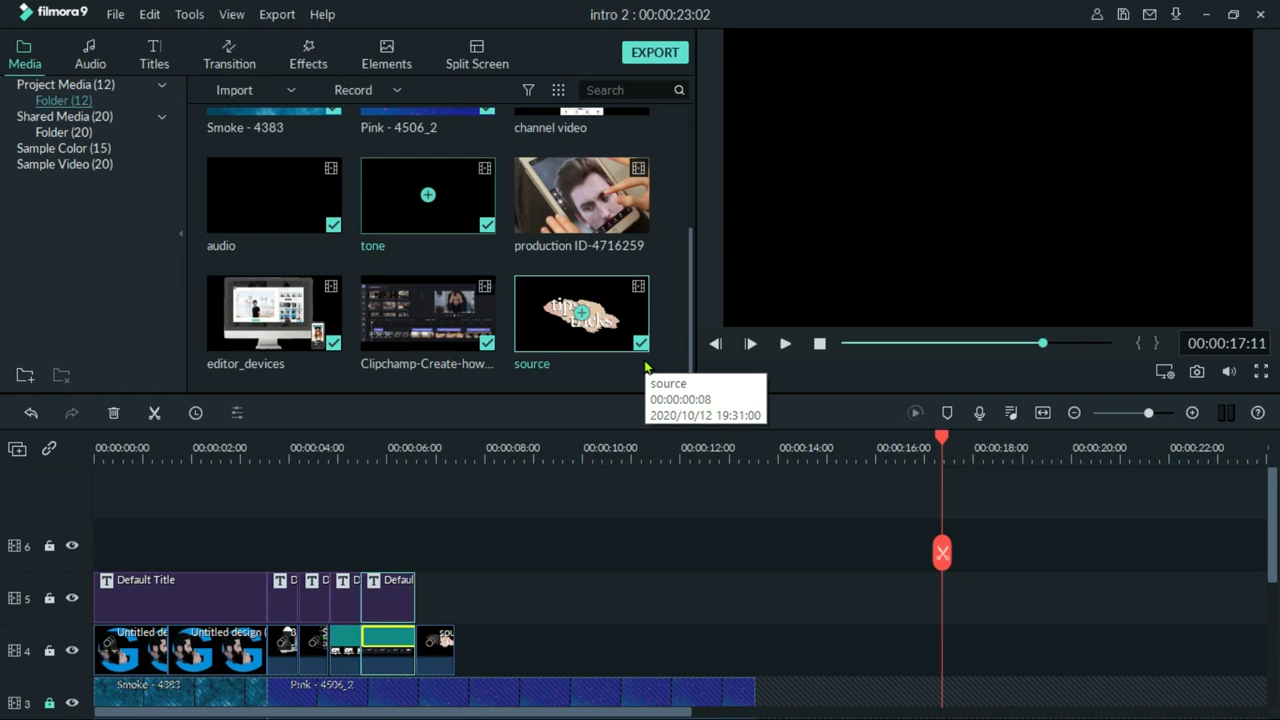 filmora9 File Edit Tools View Export Help intro 2 : 00:00:23:02
Media Audio Titles Transition Effects Elements Split Screen EXPORT
Project Media (12)
Folder (12)
Shared Media (20)
Folder (20)
Sample Color (15)
Sample Video (20)
Import Record Search
Smoke - 4383 Pink - 4506_2 channel video
audio tone production ID-4716259
tips
tricks
editor_devices Clipchamp-Create-how... source
source
00:00:00:08
2020/10/12 19:31:00
{ } 00:00:17:11
00:00:00:00 00:00:02:00 00:00:04:00 00:00:06:00 00:00:08:00 00:00:10:00 00:00:12:00 00:00:14:00 00:00:16:00 00:00:18:00 00:00:20:00 00:00:22:00
6
5 T Default Title T D T D T D T Defaul
4 Untitled de Untitled design ( 8 sou
3 Smoke - 4383 Pink - 4506_2